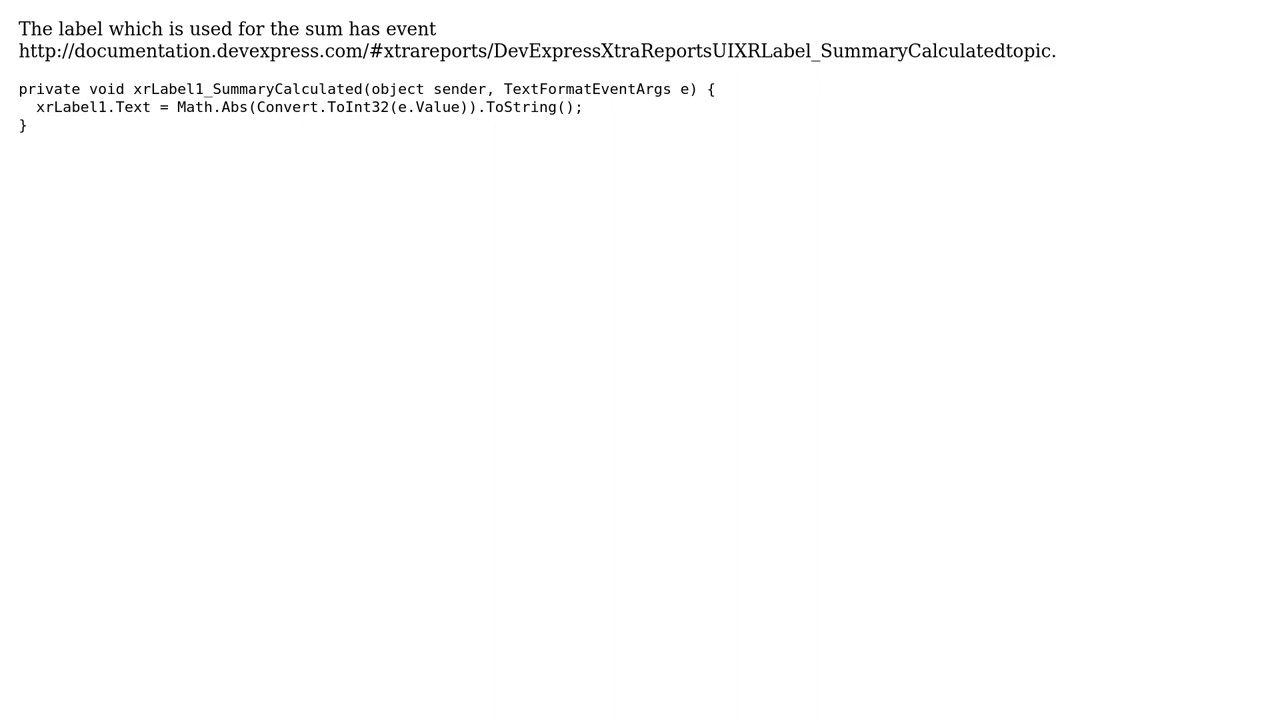 The label which is used for the sum has event
http://documentation.devexpress.com/#xtrareports/DevExpressXtraReportsUIXRLabel_SummaryCalculatedtopic.
private void xrLabel1_SummaryCalculated(object sender, TextFormatEventArgs e) {
  xrLabel1.Text = Math.Abs(Convert.ToInt32(e.Value)).ToString();
}